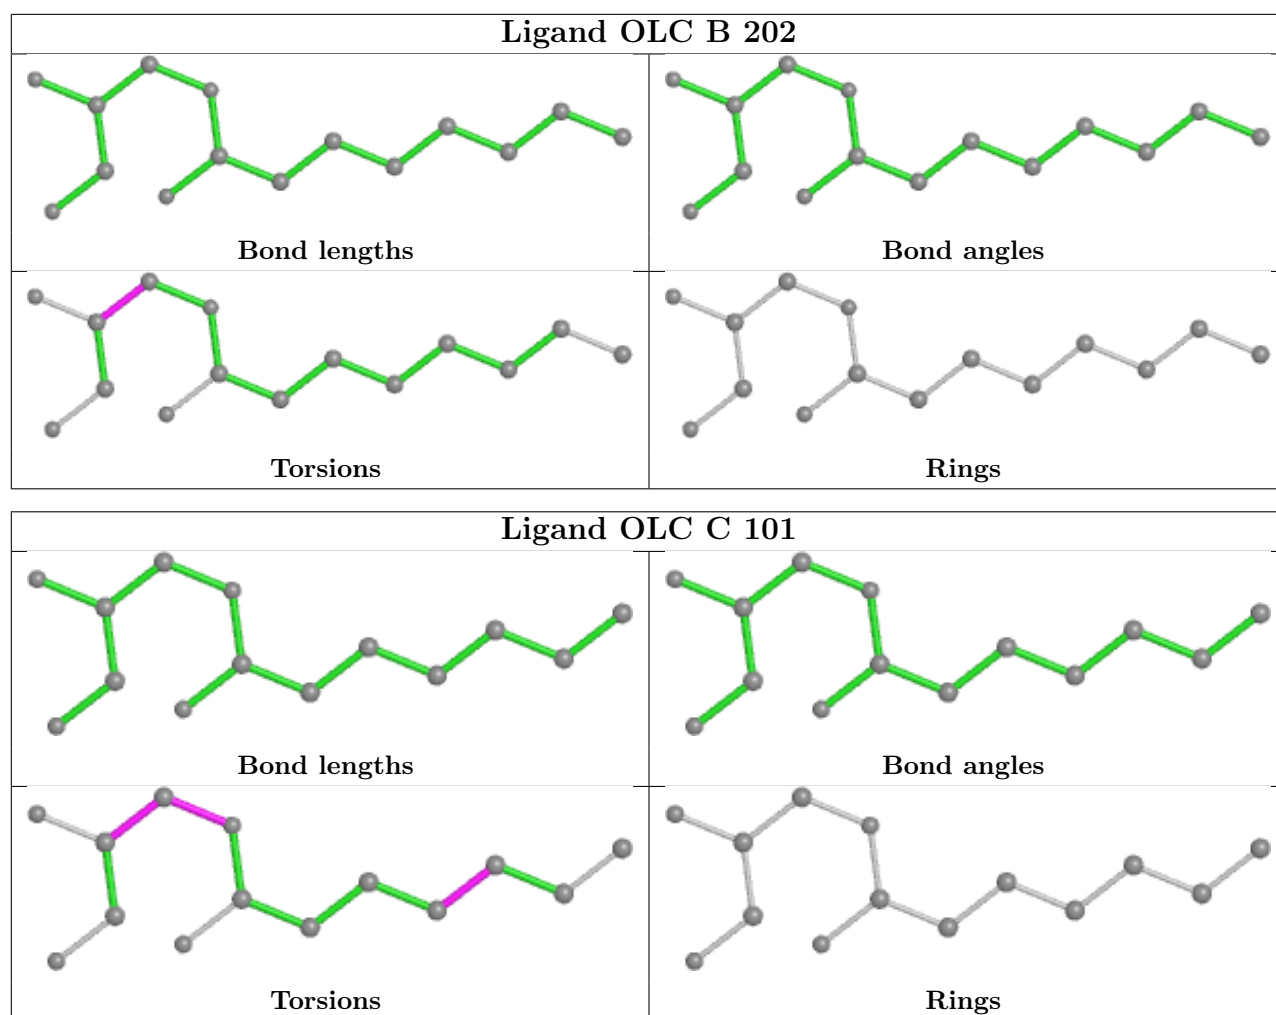 Ligand OLC B 202
Bond lengths
Bond angles
Torsions
Rings
Ligand OLC C 101
Bond lengths
Bond angles
Torsions
Rings